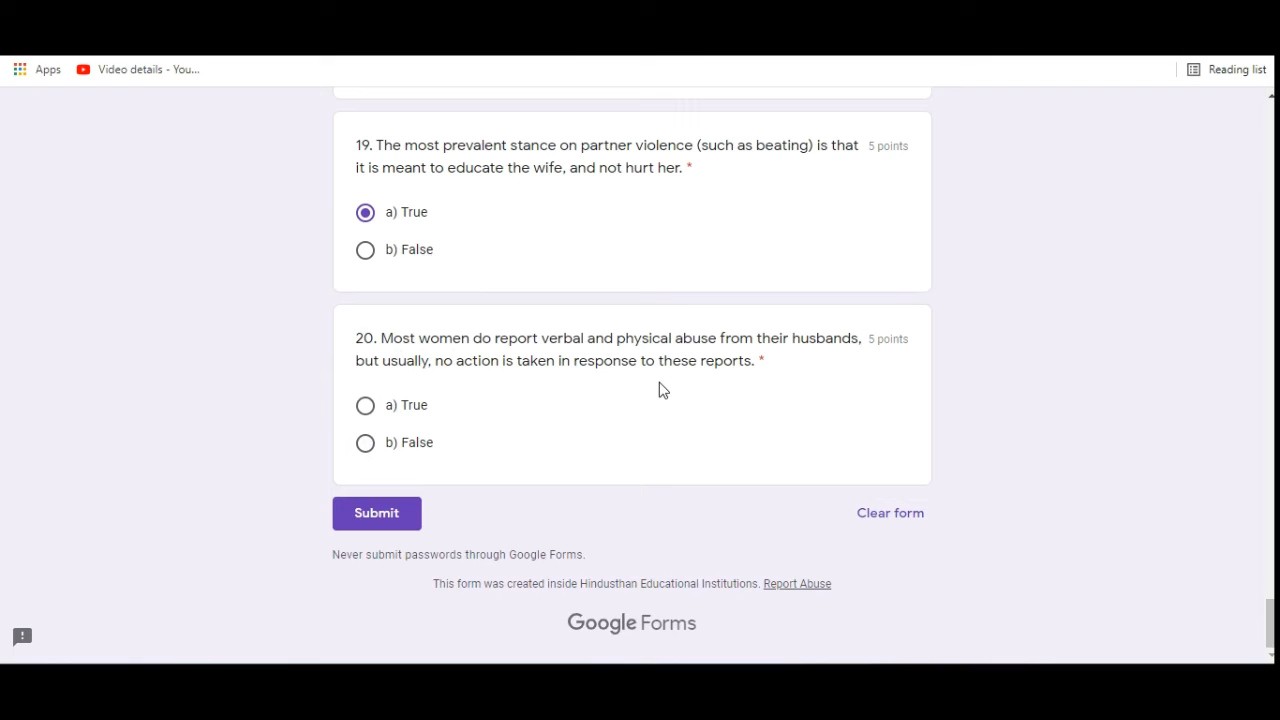 Apps Video details - You... Reading list
19. The most prevalent stance on partner violence (such as beating) is that 5 points
it is meant to educate the wife, and not hurt her. *
a) True
b) False
20. Most women do report verbal and physical abuse from their husbands, 5 points
but usually, no action is taken in response to these reports. *
a) True
b) False
Submit Clear form
Never submit passwords through Google Forms.
This form was created inside Hindusthan Educational Institutions. Report Abuse
Google Forms